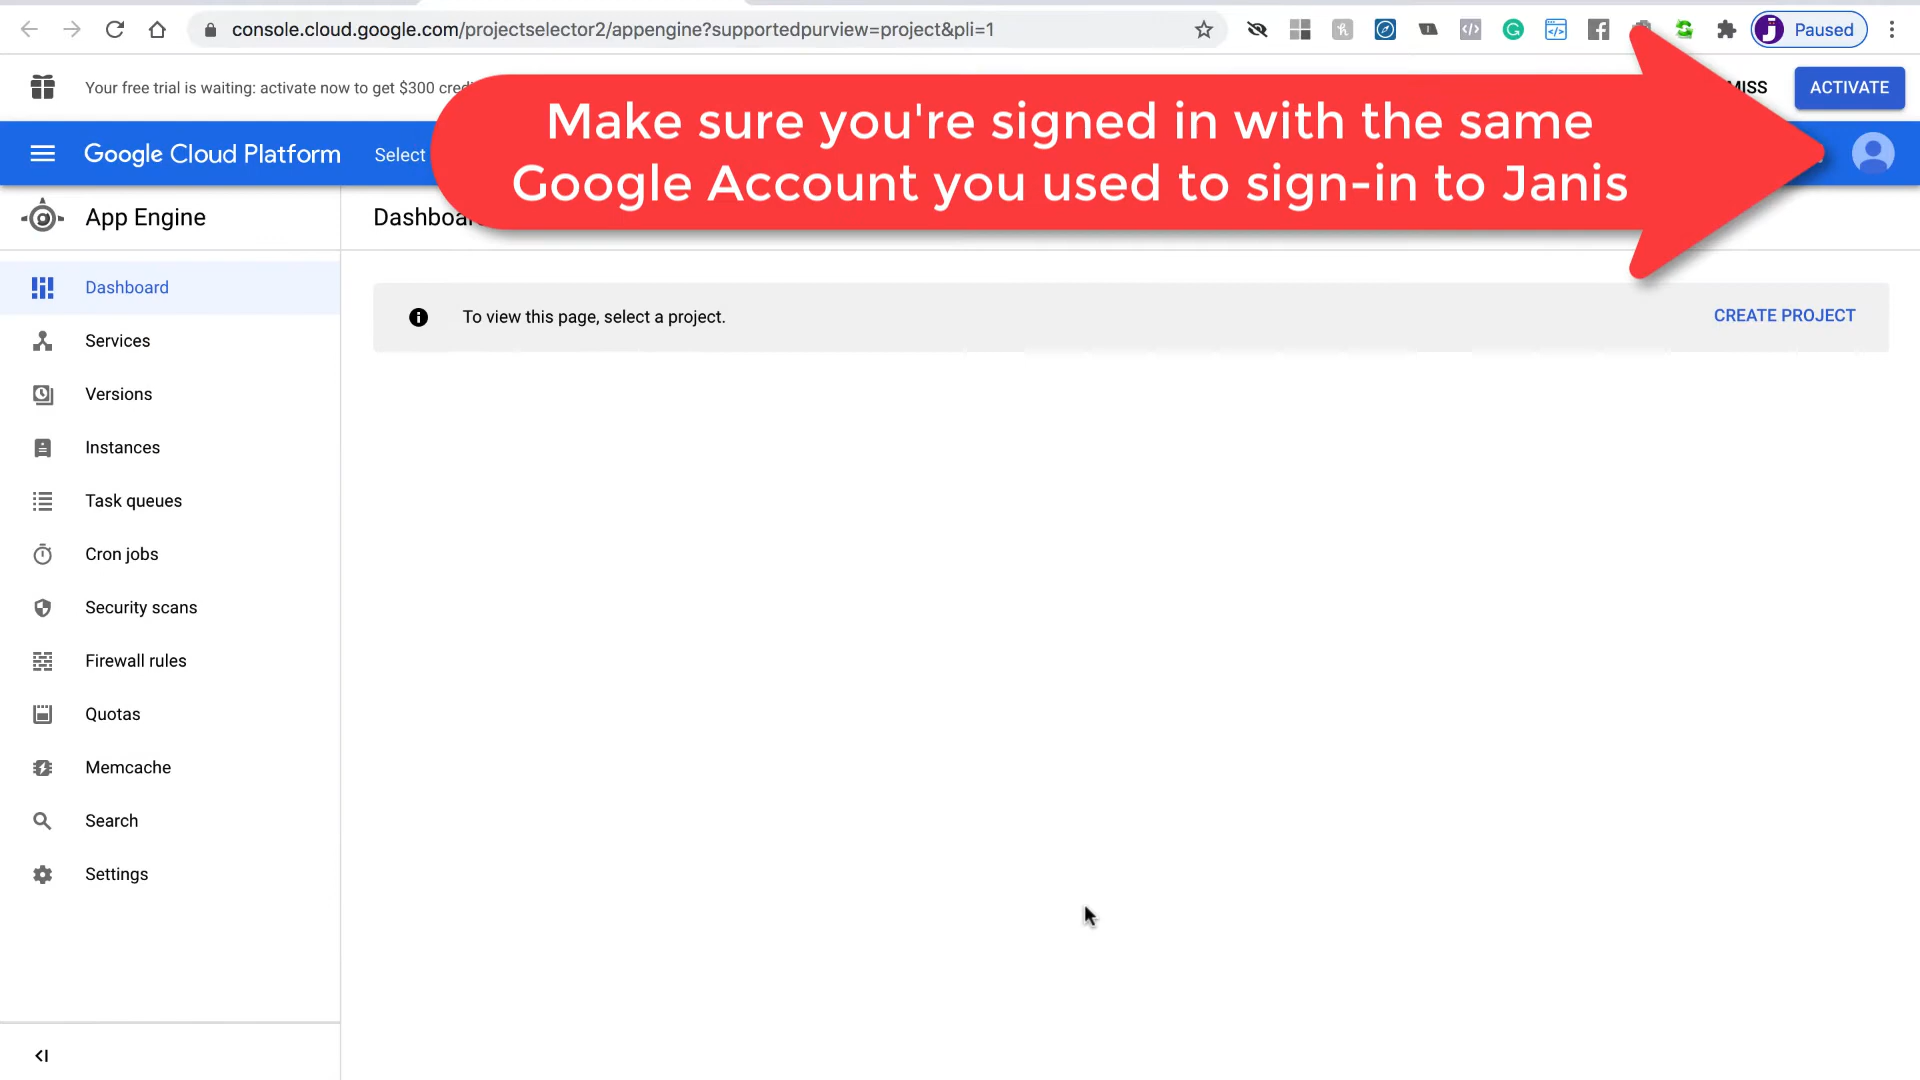 console.cloud.google.com/projectselector2/appengine?supportedpurview=project&pli=1
Paused
Your free trial is waiting: activate now to get $300
ACTIVATE
Make sure you're signed in with the same
Google Account you used to sign-in to Janis
Google Cloud Platform
Select
App Engine
Dashboard
Services
Versions
Instances
Task queues
Cron jobs
Security scans
Firewall rules
Quotas
Memcache
Search
Settings
To view this page, select a project.
CREATE PROJECT